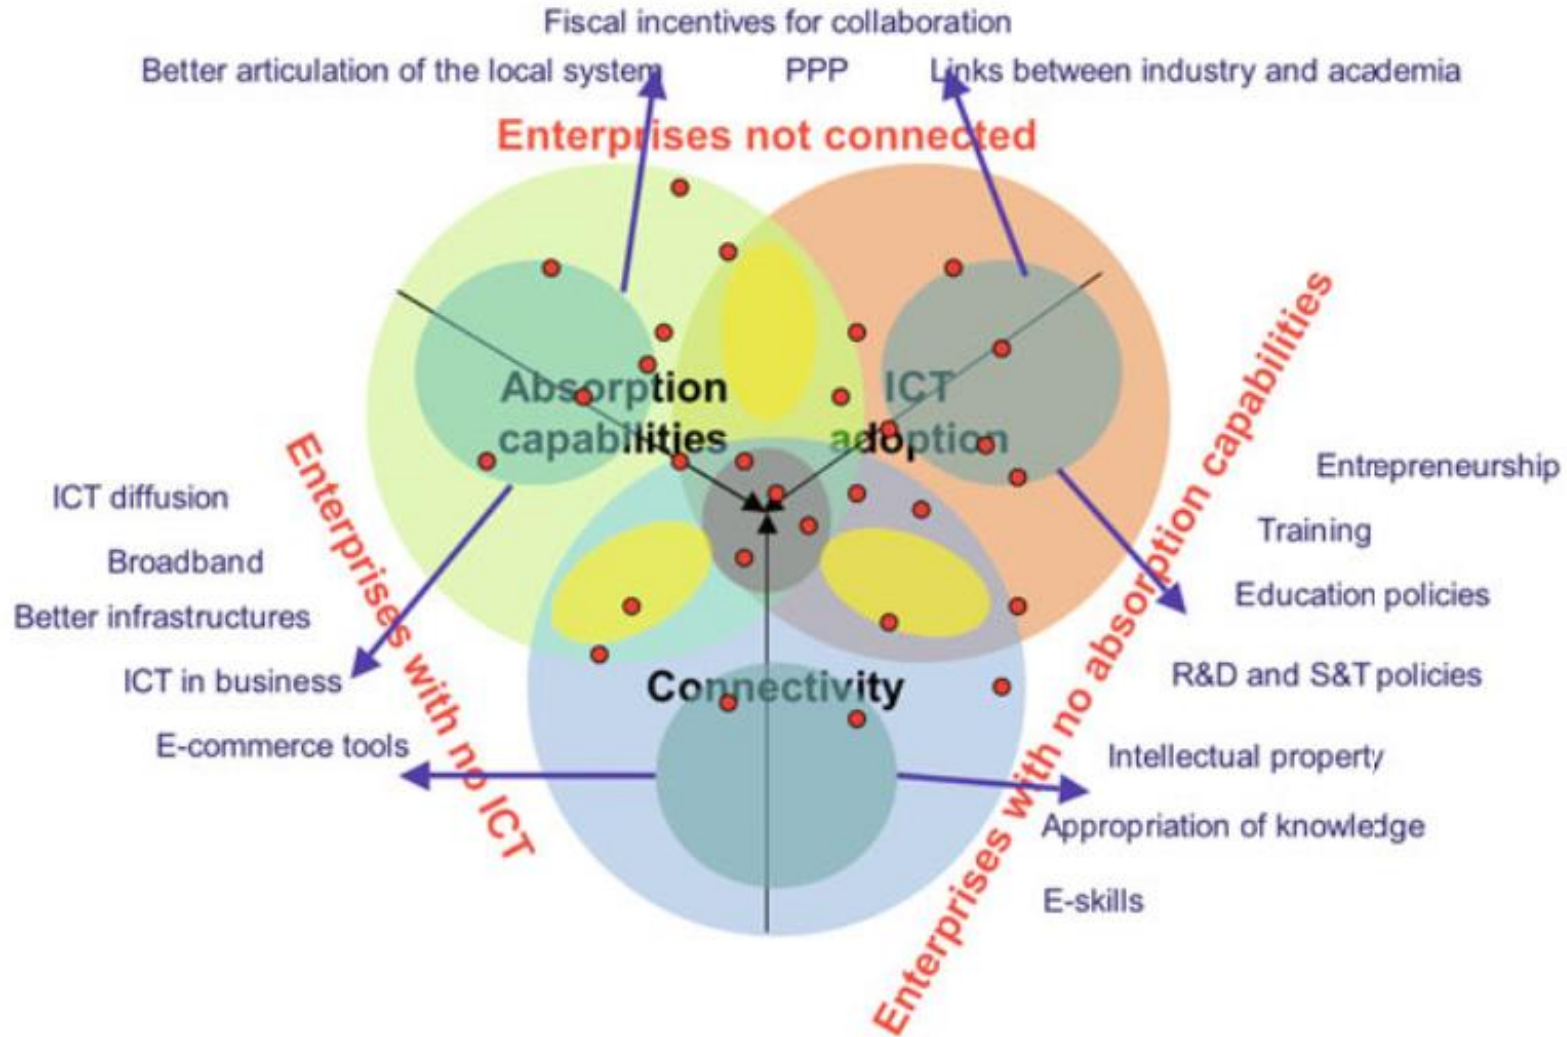 Fiscal incentives for collaboration
Better articulation of the local system
PPP
Links between industry and academia
Enterprises not connected
Absorption
capabilities
ICT
adoption
Connectivity
Enterprises with no ICT
ICT diffusion
Broadband
Better infrastructures
ICT in business
E-commerce tools
Enterprises with no absorption capabilities
Entrepreneurship
Training
Education policies
R&D and S&T policies
Intellectual property
Appropriation of knowledge
E-skills